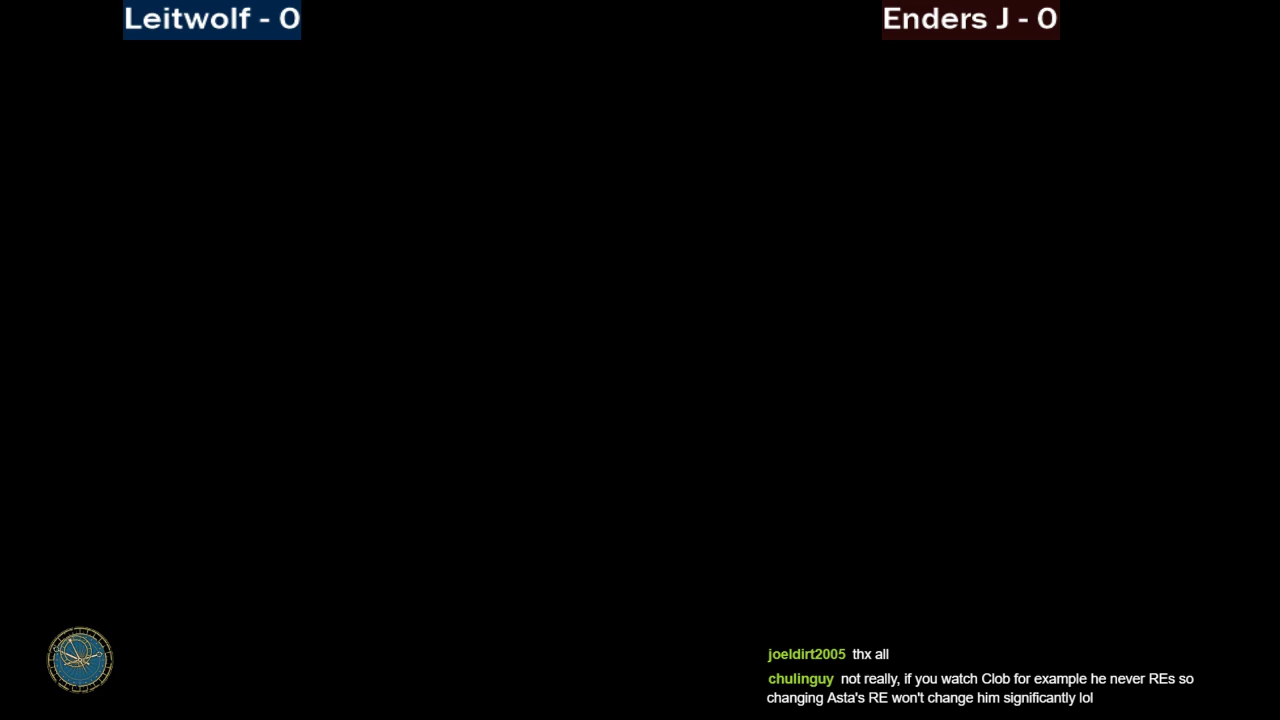 Leitwolf - 0
Enders J - 0
joeldirt2005 thx all
chulinguy not really, if you watch Clob for example he never REs so
changing Asta's RE won't change him significantly lol